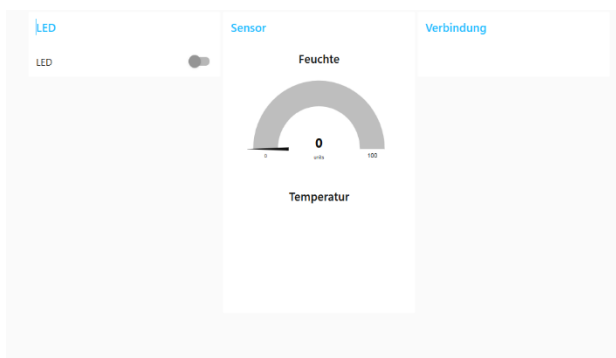 LED
LED
Sensor
Feuchte
0
units
0
100
Temperatur
Verbindung